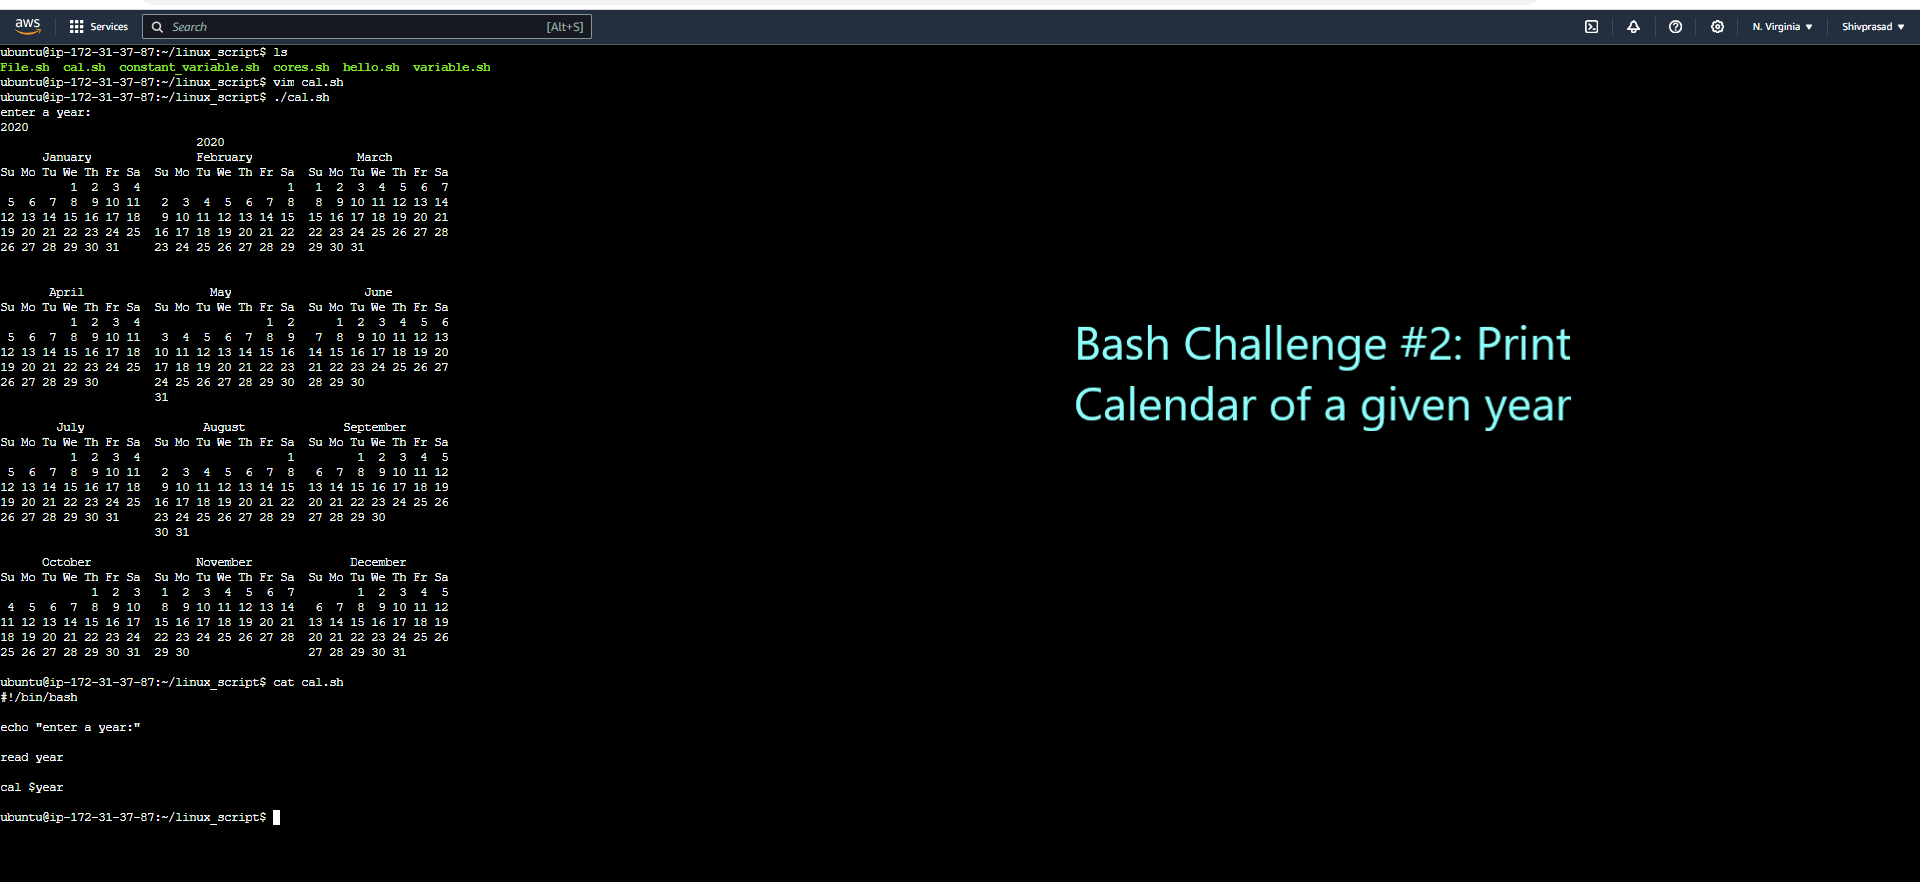 aws Services Search [Alt+S] N. Virginia Shivprasad
ubuntu@ip-172-31-37-87:~/linux_script$ ls
File.sh  cal.sh  constant_variable.sh  cores.sh  hello.sh  variable.sh
ubuntu@ip-172-31-37-87:~/linux_script$ vim cal.sh
ubuntu@ip-172-31-37-87:~/linux_script$ ./cal.sh
enter a year:
2020
                            2020
      January               February               March
Su Mo Tu We Th Fr Sa  Su Mo Tu We Th Fr Sa  Su Mo Tu We Th Fr Sa
          1  2  3  4                     1   1  2  3  4  5  6  7
 5  6  7  8  9 10 11   2  3  4  5  6  7  8   8  9 10 11 12 13 14
12 13 14 15 16 17 18   9 10 11 12 13 14 15  15 16 17 18 19 20 21
19 20 21 22 23 24 25  16 17 18 19 20 21 22  22 23 24 25 26 27 28
26 27 28 29 30 31     23 24 25 26 27 28 29  29 30 31
       April                  May                   June
Su Mo Tu We Th Fr Sa  Su Mo Tu We Th Fr Sa  Su Mo Tu We Th Fr Sa
          1  2  3  4                  1  2      1  2  3  4  5  6
 5  6  7  8  9 10 11   3  4  5  6  7  8  9   7  8  9 10 11 12 13
12 13 14 15 16 17 18  10 11 12 13 14 15 16  14 15 16 17 18 19 20
19 20 21 22 23 24 25  17 18 19 20 21 22 23  21 22 23 24 25 26 27
26 27 28 29 30        24 25 26 27 28 29 30  28 29 30
                      31
        July                 August              September
Su Mo Tu We Th Fr Sa  Su Mo Tu We Th Fr Sa  Su Mo Tu We Th Fr Sa
          1  2  3  4                     1         1  2  3  4  5
 5  6  7  8  9 10 11   2  3  4  5  6  7  8   6  7  8  9 10 11 12
12 13 14 15 16 17 18   9 10 11 12 13 14 15  13 14 15 16 17 18 19
19 20 21 22 23 24 25  16 17 18 19 20 21 22  20 21 22 23 24 25 26
26 27 28 29 30 31     23 24 25 26 27 28 29  27 28 29 30
                      30 31
      October               November              December
Su Mo Tu We Th Fr Sa  Su Mo Tu We Th Fr Sa  Su Mo Tu We Th Fr Sa
             1  2  3   1  2  3  4  5  6  7         1  2  3  4  5
 4  5  6  7  8  9 10   8  9 10 11 12 13 14   6  7  8  9 10 11 12
11 12 13 14 15 16 17  15 16 17 18 19 20 21  13 14 15 16 17 18 19
18 19 20 21 22 23 24  22 23 24 25 26 27 28  20 21 22 23 24 25 26
25 26 27 28 29 30 31  29 30                 27 28 29 30 31
ubuntu@ip-172-31-37-87:~/linux_script$ cat cal.sh
#!/bin/bash
echo "enter a year:"
read year
cal $year
ubuntu@ip-172-31-37-87:~/linux_script$
Bash Challenge #2: Print
Calendar of a given year